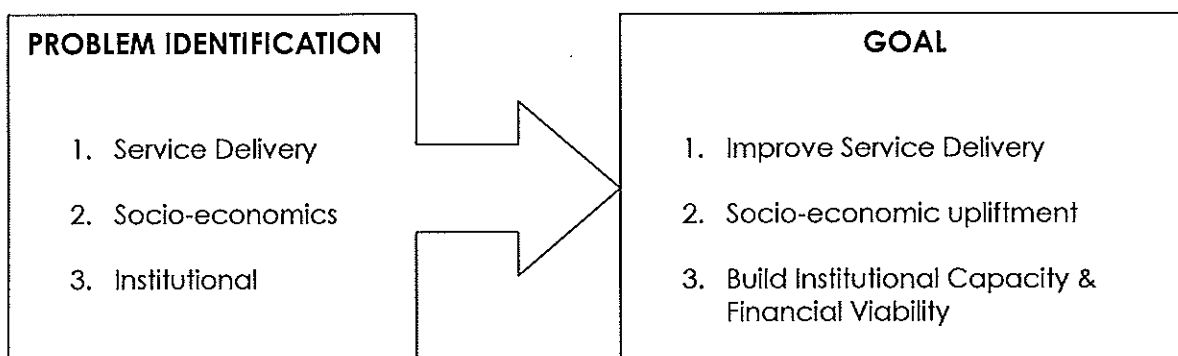 PROBLEM IDENTIFICATION
1. Service Delivery
2. Socio-economics
3. Institutional
GOAL
1. Improve Service Delivery
2. Socio-economic upliftment
3. Build Institutional Capacity &
Financial Viability